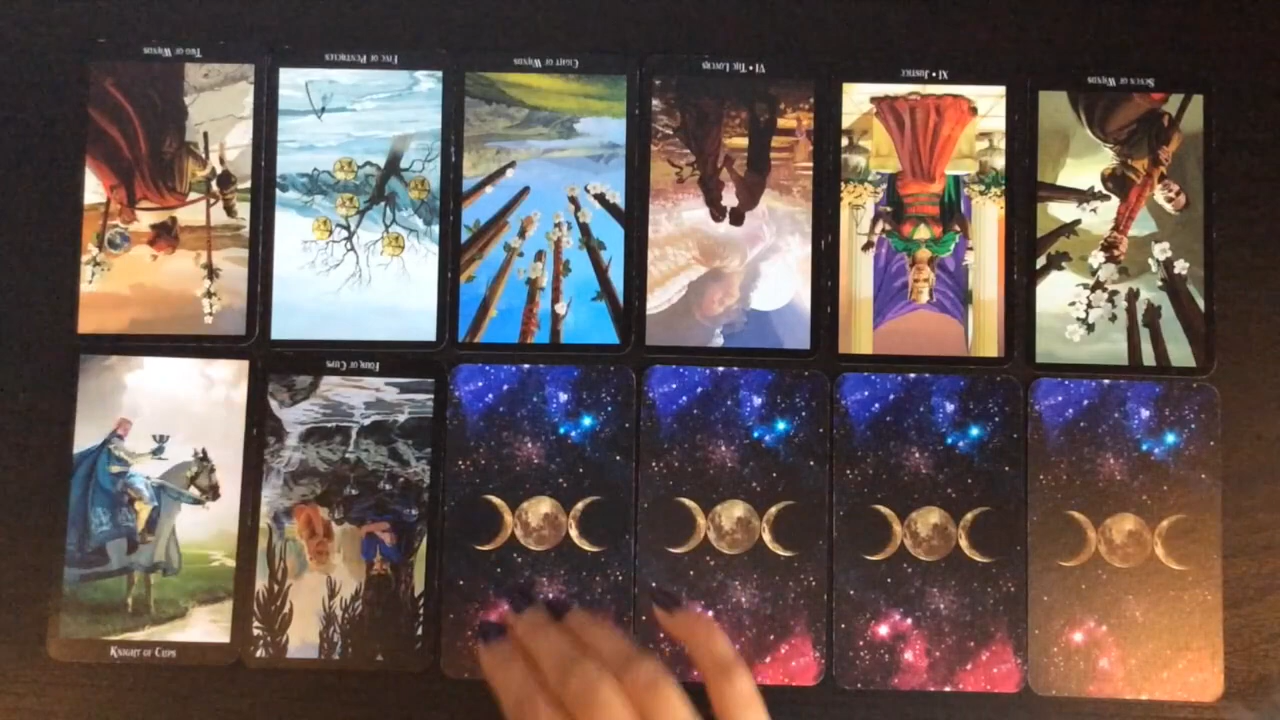 Two of Wands
Five of Pentacles
Eight of Wands
VI • The Lovers
XI • Justice
Seven of Wands
Knight of Cups
Four of Cups